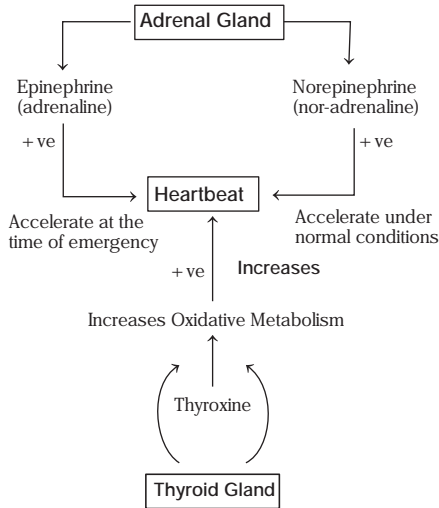 Adrenal Gland
Epinephrine
(adrenaline)
Norepinephrine
(nor-adrenaline)
+ ve
+ ve
Heartbeat
Accelerate at the
time of emergency
Accelerate under
normal conditions
+ ve Increases
Increases Oxidative Metabolism
Thyroxine
Thyroid Gland